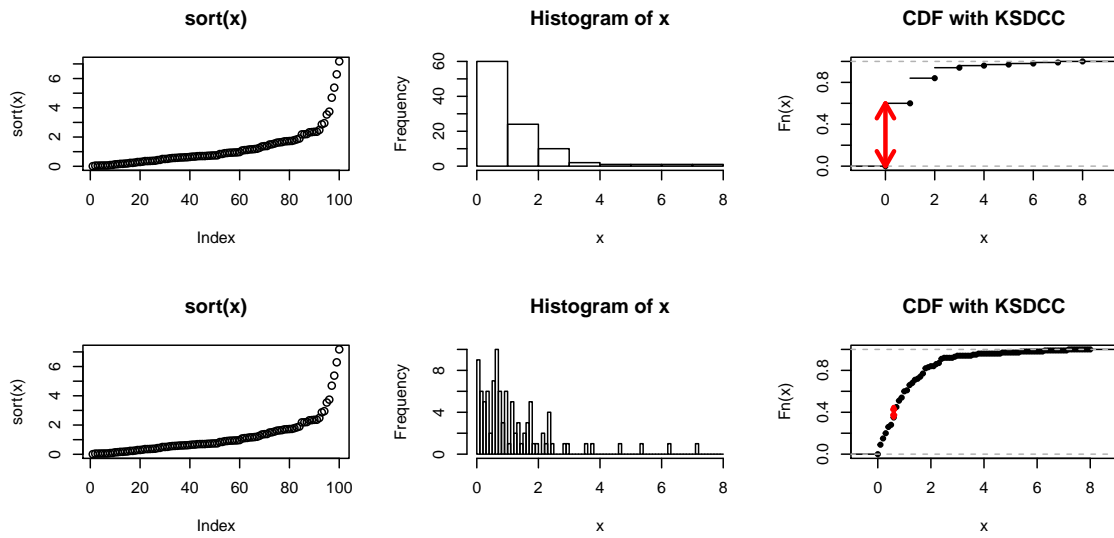 sort(x)
sort(x)
0 2 4 6
0 20 40 60 80 100
Index
Histogram of x
Frequency
0 20 40 60
0 2 4 6 8
x
CDF with KSDCC
Fn(x)
0.0 0.4 0.8
0 2 4 6 8
x
sort(x)
sort(x)
0 2 4 6
0 20 40 60 80 100
Index
Histogram of x
Frequency
0 4 8
0 2 4 6 8
x
CDF with KSDCC
Fn(x)
0.0 0.4 0.8
0 2 4 6 8
x